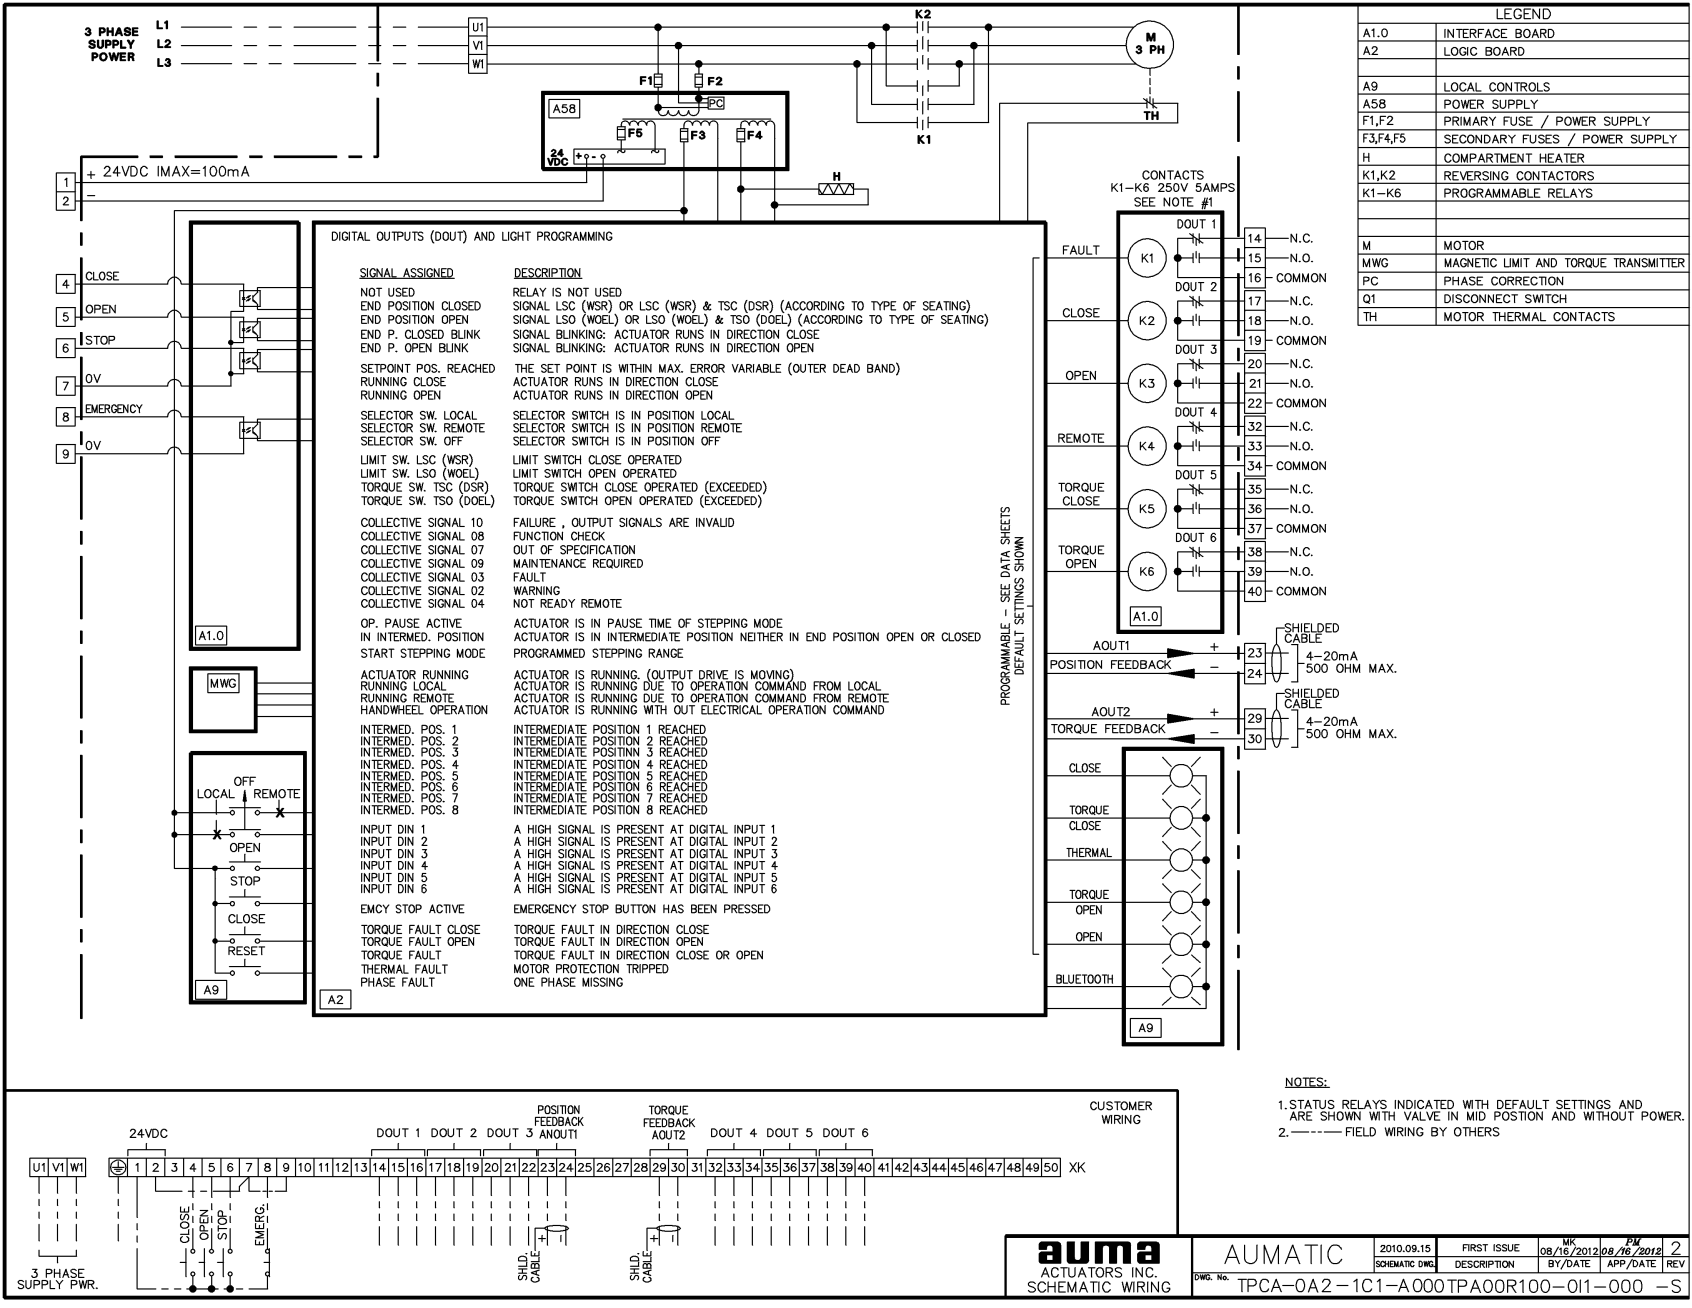 3 PHASE
SUPPLY
POWER
L1
L2
L3
U1
V1
W1
K2
K1
M
3 PH
TH
F1
F2
A58
PC
F5
F3
F4
24
VDC
+ -
H
1
2
+ 24VDC IMAX=100mA
-
4 CLOSE
5 OPEN
6 STOP
7 0V
8 EMERGENCY
9 0V
A1.0
MWG
OFF
LOCAL
REMOTE
X
X
OPEN
STOP
CLOSE
RESET
A9
DIGITAL OUTPUTS (DOUT) AND LIGHT PROGRAMMING
SIGNAL ASSIGNED DESCRIPTION
NOT USED RELAY IS NOT USED
END POSITION CLOSED SIGNAL LSC (WSR) OR LSC (WSR) & TSC (DSR) (ACCORDING TO TYPE OF SEATING)
END POSITION OPEN SIGNAL LSO (WOEL) OR LSO (WOEL) & TSO (DOEL) (ACCORDING TO TYPE OF SEATING)
END P. CLOSED BLINK SIGNAL BLINKING: ACTUATOR RUNS IN DIRECTION CLOSE
END P. OPEN BLINK SIGNAL BLINKING: ACTUATOR RUNS IN DIRECTION OPEN
SETPOINT POS. REACHED THE SET POINT IS WITHIN MAX. ERROR VARIABLE (OUTER DEAD BAND)
RUNNING CLOSE ACTUATOR RUNS IN DIRECTION CLOSE
RUNNING OPEN ACTUATOR RUNS IN DIRECTION OPEN
SELECTOR SW. LOCAL SELECTOR SWITCH IS IN POSITION LOCAL
SELECTOR SW. REMOTE SELECTOR SWITCH IS IN POSITION REMOTE
SELECTOR SW. OFF SELECTOR SWITCH IS IN POSITION OFF
LIMIT SW. LSC (WSR) LIMIT SWITCH CLOSE OPERATED
LIMIT SW. LSO (WOEL) LIMIT SWITCH OPEN OPERATED
TORQUE SW. TSC (DSR) TORQUE SWITCH CLOSE OPERATED (EXCEEDED)
TORQUE SW. TSO (DOEL) TORQUE SWITCH OPEN OPERATED (EXCEEDED)
COLLECTIVE SIGNAL 10 FAILURE , OUTPUT SIGNALS ARE INVALID
COLLECTIVE SIGNAL 08 FUNCTION CHECK
COLLECTIVE SIGNAL 07 OUT OF SPECIFICATION
COLLECTIVE SIGNAL 09 MAINTENANCE REQUIRED
COLLECTIVE SIGNAL 03 FAULT
COLLECTIVE SIGNAL 02 WARNING
COLLECTIVE SIGNAL 04 NOT READY REMOTE
OP. PAUSE ACTIVE ACTUATOR IS IN PAUSE TIME OF STEPPING MODE
IN INTERMED. POSITION ACTUATOR IS IN INTERMEDIATE POSITION NEITHER IN END POSITION OPEN OR CLOSED
START STEPPING MODE PROGRAMMED STEPPING RANGE
ACTUATOR RUNNING ACTUATOR IS RUNNING. (OUTPUT DRIVE IS MOVING)
RUNNING LOCAL ACTUATOR IS RUNNING DUE TO OPERATION COMMAND FROM LOCAL
RUNNING REMOTE ACTUATOR IS RUNNING DUE TO OPERATION COMMAND FROM REMOTE
HANDWHEEL OPERATION ACTUATOR IS RUNNING WITH OUT ELECTRICAL OPERATION COMMAND
INTERMED. POS. 1 INTERMEDIATE POSITION 1 REACHED
INTERMED. POS. 2 INTERMEDIATE POSITION 2 REACHED
INTERMED. POS. 3 INTERMEDIATE POSITION 3 REACHED
INTERMED. POS. 4 INTERMEDIATE POSITION 4 REACHED
INTERMED. POS. 5 INTERMEDIATE POSITION 5 REACHED
INTERMED. POS. 6 INTERMEDIATE POSITION 6 REACHED
INTERMED. POS. 7 INTERMEDIATE POSITION 7 REACHED
INTERMED. POS. 8 INTERMEDIATE POSITION 8 REACHED
INPUT DIN 1 A HIGH SIGNAL IS PRESENT AT DIGITAL INPUT 1
INPUT DIN 2 A HIGH SIGNAL IS PRESENT AT DIGITAL INPUT 2
INPUT DIN 3 A HIGH SIGNAL IS PRESENT AT DIGITAL INPUT 3
INPUT DIN 4 A HIGH SIGNAL IS PRESENT AT DIGITAL INPUT 4
INPUT DIN 5 A HIGH SIGNAL IS PRESENT AT DIGITAL INPUT 5
INPUT DIN 6 A HIGH SIGNAL IS PRESENT AT DIGITAL INPUT 6
EMCY STOP ACTIVE EMERGENCY STOP BUTTON HAS BEEN PRESSED
TORQUE FAULT CLOSE TORQUE FAULT IN DIRECTION CLOSE
TORQUE FAULT OPEN TORQUE FAULT IN DIRECTION OPEN
TORQUE FAULT TORQUE FAULT IN DIRECTION CLOSE OR OPEN
THERMAL FAULT MOTOR PROTECTION TRIPPED
PHASE FAULT ONE PHASE MISSING
A2
PROGRAMMABLE - SEE DATA SHEETS
DEFAULT SETTINGS SHOWN
CONTACTS
K1-K6 250V 5AMPS
SEE NOTE #1
FAULT K1 DOUT 1
14 N.C.
15 N.O.
16 COMMON
CLOSE K2 DOUT 2
17 N.C.
18 N.O.
19 COMMON
OPEN K3 DOUT 3
20 N.C.
21 N.O.
22 COMMON
REMOTE K4 DOUT 4
32 N.C.
33 N.O.
34 COMMON
TORQUE
CLOSE K5 DOUT 5
35 N.C.
36 N.O.
37 COMMON
TORQUE
OPEN K6 DOUT 6
38 N.C.
39 N.O.
40 COMMON
A1.0
AOUT1 + 23
POSITION FEEDBACK - 24
SHIELDED
CABLE
4-20mA
500 OHM MAX.
AOUT2 + 29
TORQUE FEEDBACK - 30
SHIELDED
CABLE
4-20mA
500 OHM MAX.
CLOSE
TORQUE
CLOSE
THERMAL
TORQUE
OPEN
OPEN
BLUETOOTH
A9
LEGEND
A1.0 INTERFACE BOARD
A2 LOGIC BOARD
A9 LOCAL CONTROLS
A58 POWER SUPPLY
F1,F2 PRIMARY FUSE / POWER SUPPLY
F3,F4,F5 SECONDARY FUSES / POWER SUPPLY
H COMPARTMENT HEATER
K1,K2 REVERSING CONTACTORS
K1-K6 PROGRAMMABLE RELAYS
M MOTOR
MWG MAGNETIC LIMIT AND TORQUE TRANSMITTER
PC PHASE CORRECTION
Q1 DISCONNECT SWITCH
TH MOTOR THERMAL CONTACTS
NOTES:
1. STATUS RELAYS INDICATED WITH DEFAULT SETTINGS AND
ARE SHOWN WITH VALVE IN MID POSTION AND WITHOUT POWER.
2. FIELD WIRING BY OTHERS
CUSTOMER
WIRING
24VDC
DOUT 1 DOUT 2 DOUT 3
POSITION
FEEDBACK
ANOUT1
TORQUE
FEEDBACK
AOUT2
DOUT 4 DOUT 5 DOUT 6
U1 V1 W1
1 2 3 4 5 6 7 8 9 10 11 12 13 14 15 16 17 18 19 20 21 22 23 24 25 26 27 28 29 30 31 32 33 34 35 36 37 38 39 40 41 42 43 44 45 46 47 48 49 50 XK
CLOSE
OPEN
STOP
EMERG.
+ -
SHLD.
CABLE
+ -
SHLD.
CABLE
3 PHASE
SUPPLY PWR.
auma
ACTUATORS INC.
SCHEMATIC WIRING
AUMATIC
2010.09.15
SCHEMATIC DWG.
FIRST ISSUE
DESCRIPTION
MK
08/16/2012
BY/DATE
PM
08/16/2012
APP/DATE
2
REV
DWG. No. TPCA-0A2-1C1-A000 TPA00R100-0I1-000 -S